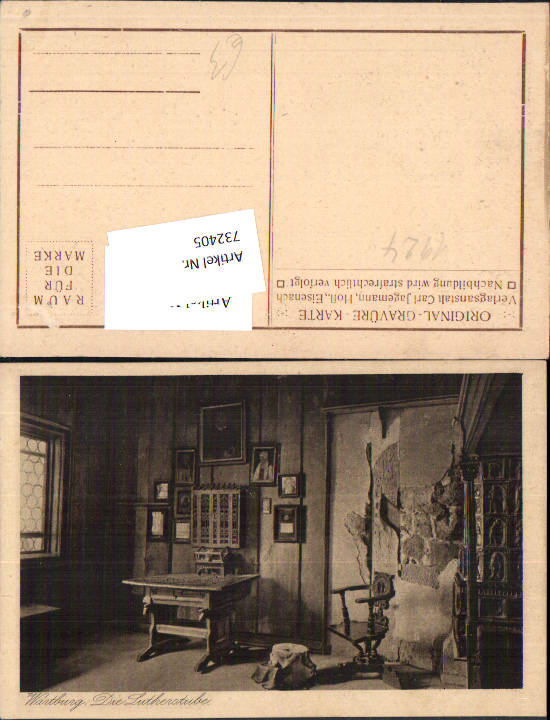 ORIGINAL-GRAVÜRE-KARTE
Verlagsanstalt Carl Jagemann, Hofl., Eisenach
Nachbildung wird strafrechtlich verfolgt
RAUM
FÜR
DIE
MARKE
Artikel Nr.
732405
1924
Wartburg. Die Lutherstube.